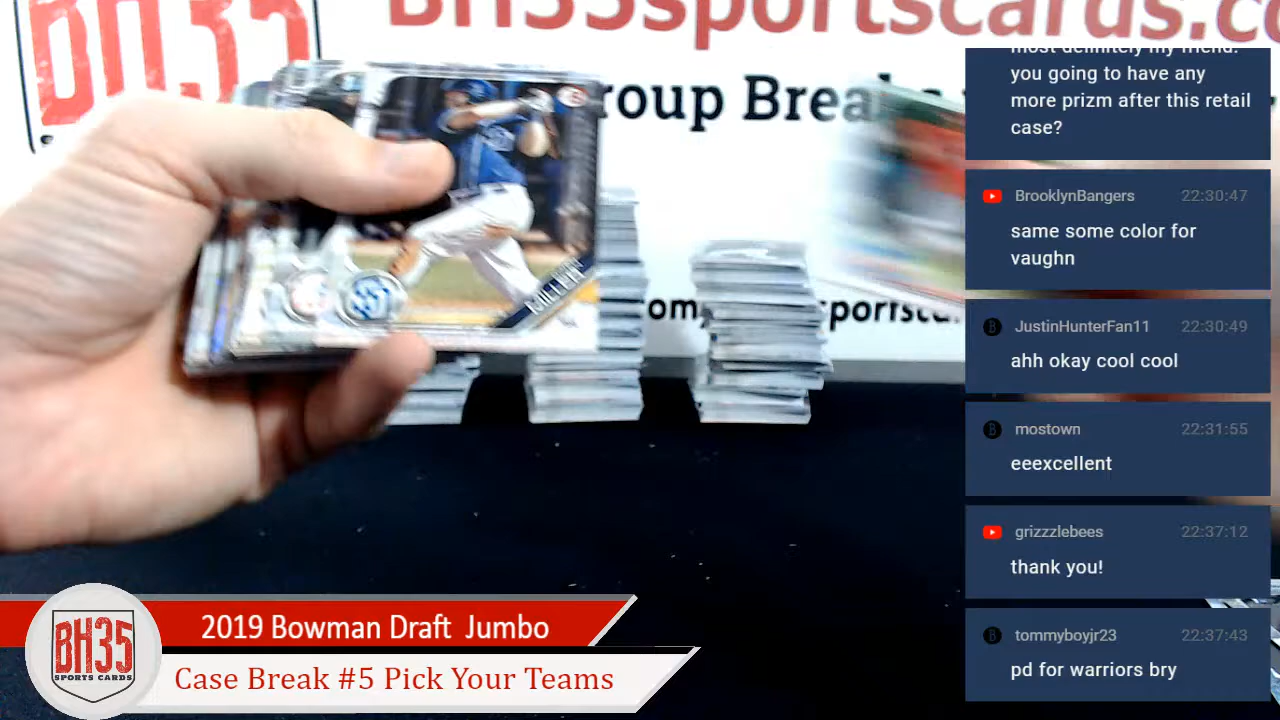 BH35
BH35sportscards.co
roup Brea
om,
sportsca
MILLER
most definitely my friend.
you going to have any
more prizm after this retail
case?
BrooklynBangers 22:30:47
same some color for
vaughn
JustinHunterFan11 22:30:49
ahh okay cool cool
mostown 22:31:55
eeexcellent
grizzzlebees 22:37:12
thank you!
tommyboyjr23 22:37:43
pd for warriors bry
BH35
SPORTS CARDS
2019 Bowman Draft Jumbo
Case Break #5 Pick Your Teams